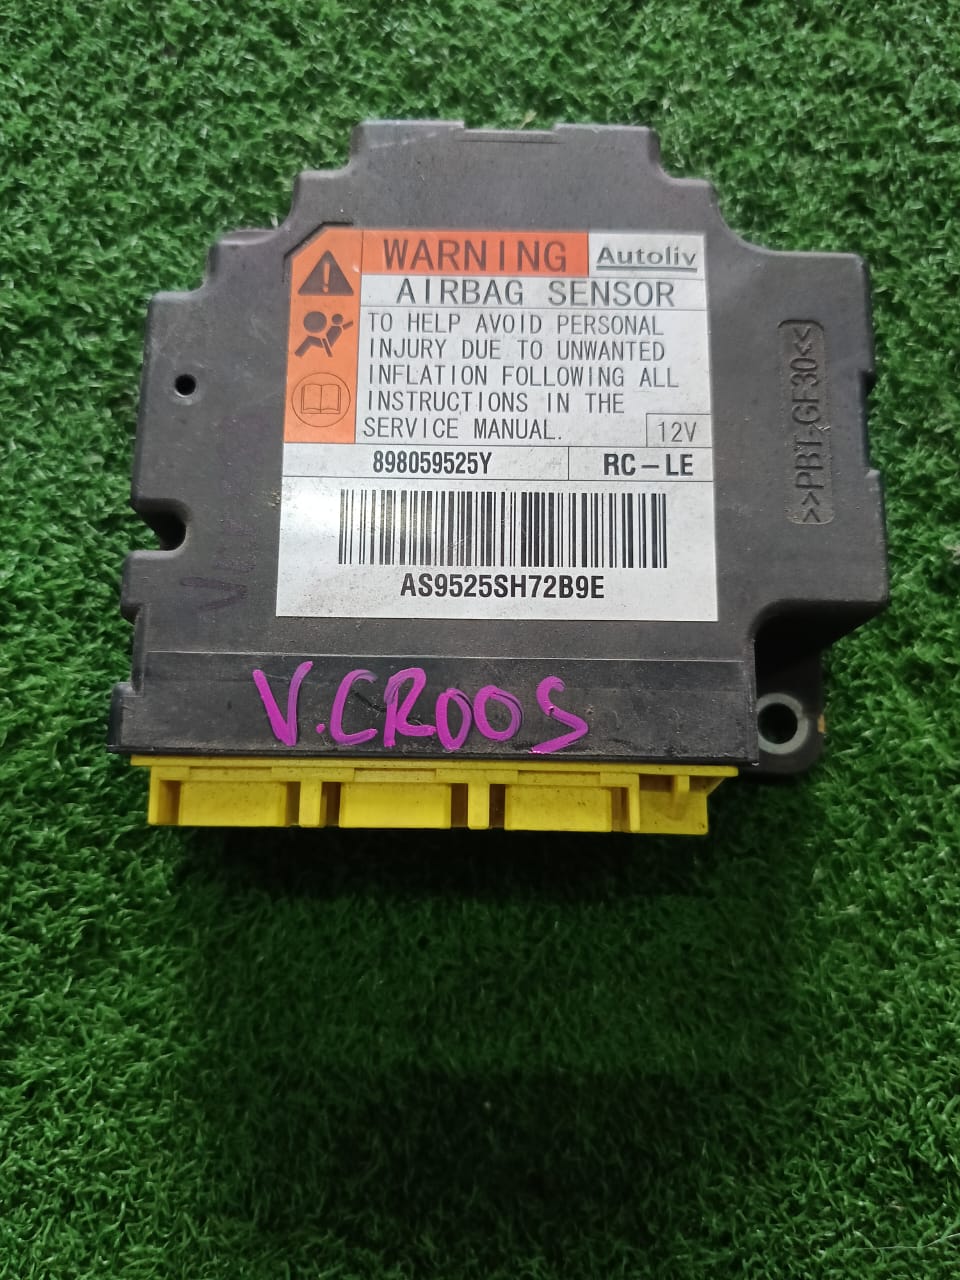 WARNING Autoliv
AIRBAG SENSOR
TO HELP AVOID PERSONAL
INJURY DUE TO UNWANTED
INFLATION FOLLOWING ALL
INSTRUCTIONS IN THE
SERVICE MANUAL. 12V
898059525Y RC-LE
AS9525SH72B9E
>>PBT-GF30<<
V.CROOS